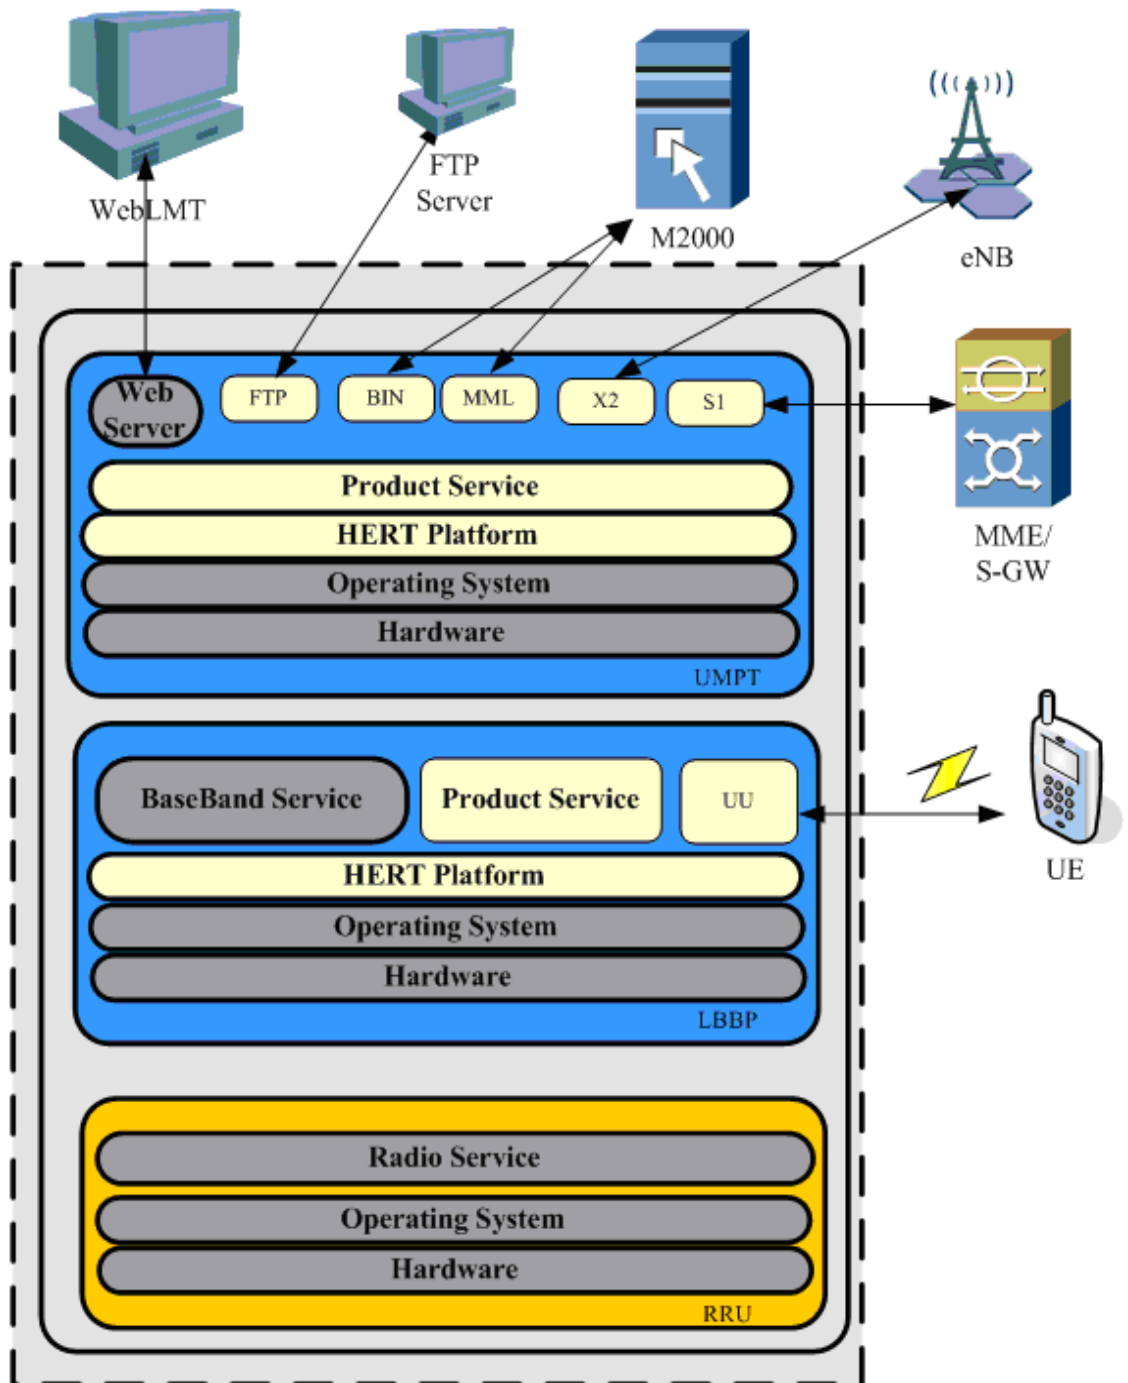 WebLMT
FTP
Server
M2000
eNB
Web
Server
FTP
BIN
MML
X2
S1
Product Service
HERT Platform
Operating System
Hardware
UMPT
MME/
S-GW
BaseBand Service
Product Service
UU
HERT Platform
Operating System
Hardware
LBBP
UE
Radio Service
Operating System
Hardware
RRU